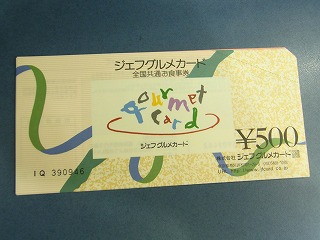 ジェフグルメカード
全国共通お食事券
gourmet
card
ジェフグルメカード
¥500
株式会社 ジェフグルメカード
IQ 390946